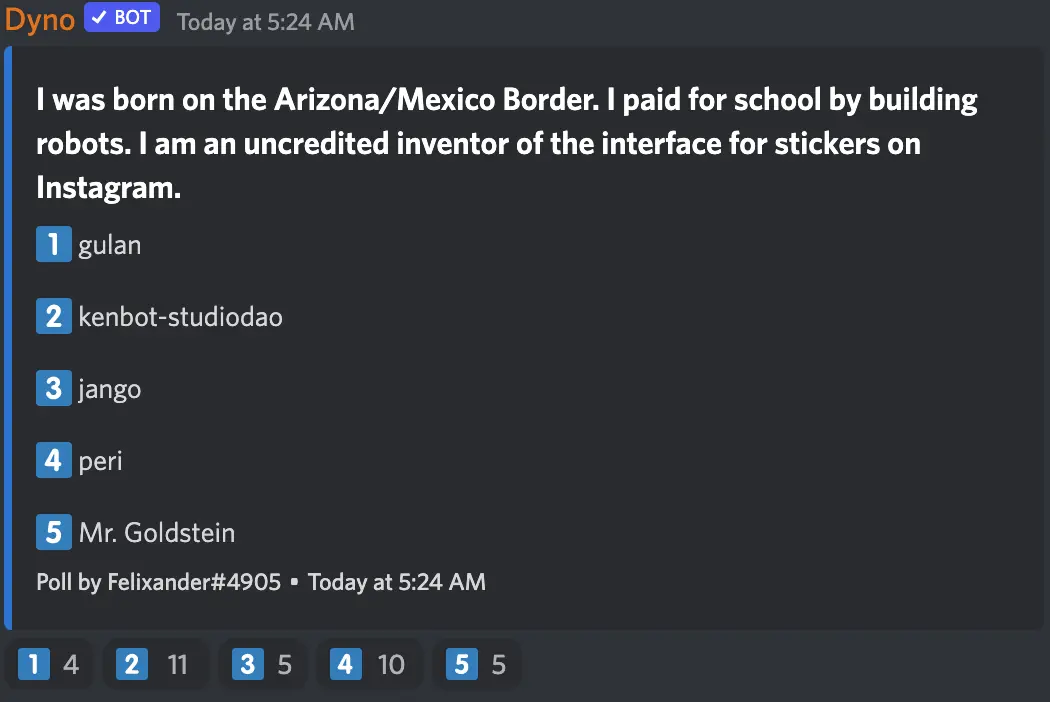 Dyno ✓ BOT Today at 5:24 AM
I was born on the Arizona/Mexico Border. I paid for school by building
robots. I am an uncredited inventor of the interface for stickers on
Instagram.
1 gulan
2 kenbot-studiodao
3 jango
4 peri
5 Mr. Goldstein
Poll by Felixander#4905 • Today at 5:24 AM
1 4 2 11 3 5 4 10 5 5